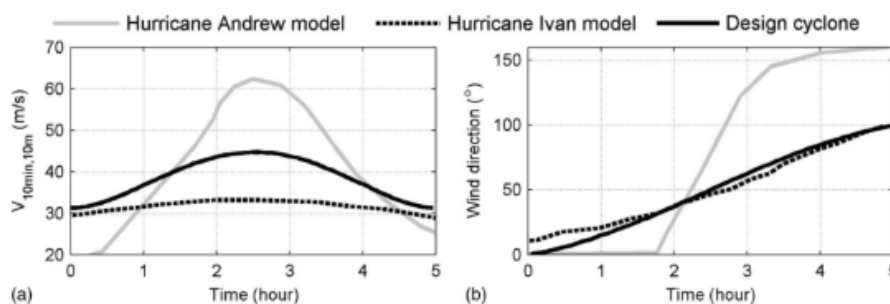 Hurricane Andrew model Hurricane Ivan model Design cyclone
70
60
50
40
30
20
V10min,10m (m/s)
0 1 2 3 4 5
(a) Time (hour)
150
100
50
0
Wind direction (°)
0 1 2 3 4 5
(b) Time (hour)